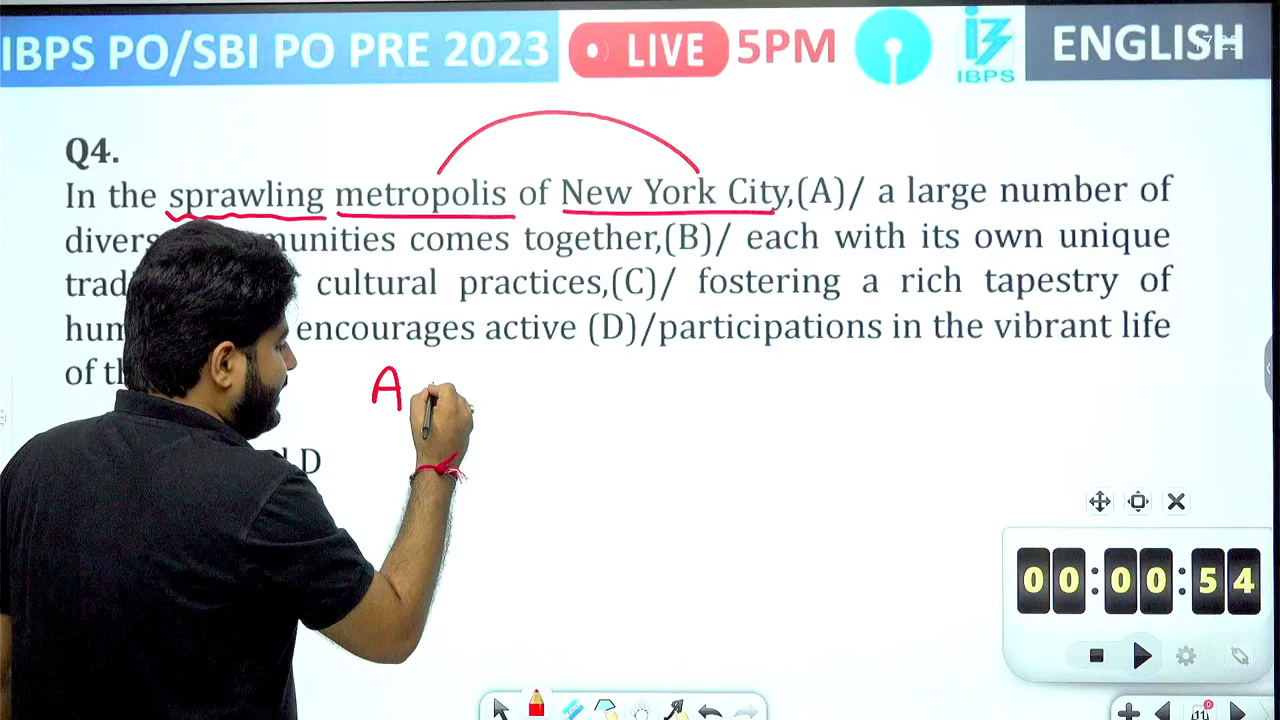 IBPS PO/SBI PO PRE 2023
LIVE 5PM
IBPS
ENGLISH
Q4.
In the sprawling metropolis of New York City,(A)/ a large number of
comes together,(B)/ each with its own unique
cultural practices,(C)/ fostering a rich tapestry of
encourages active (D)/participations in the vibrant life
of
A
D
00:00:54